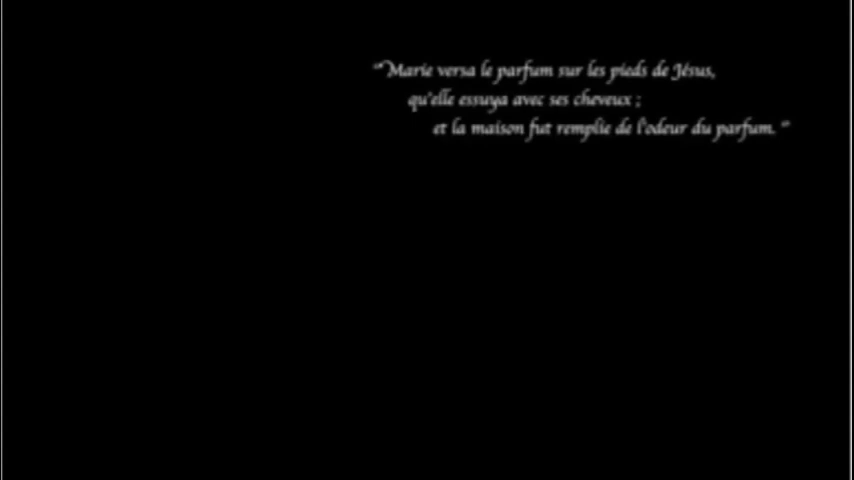 "Marie versa le parfum sur les pieds de Jésus,
qu'elle essuya avec ses cheveux ;
et la maison fut remplie de l'odeur du parfum. "